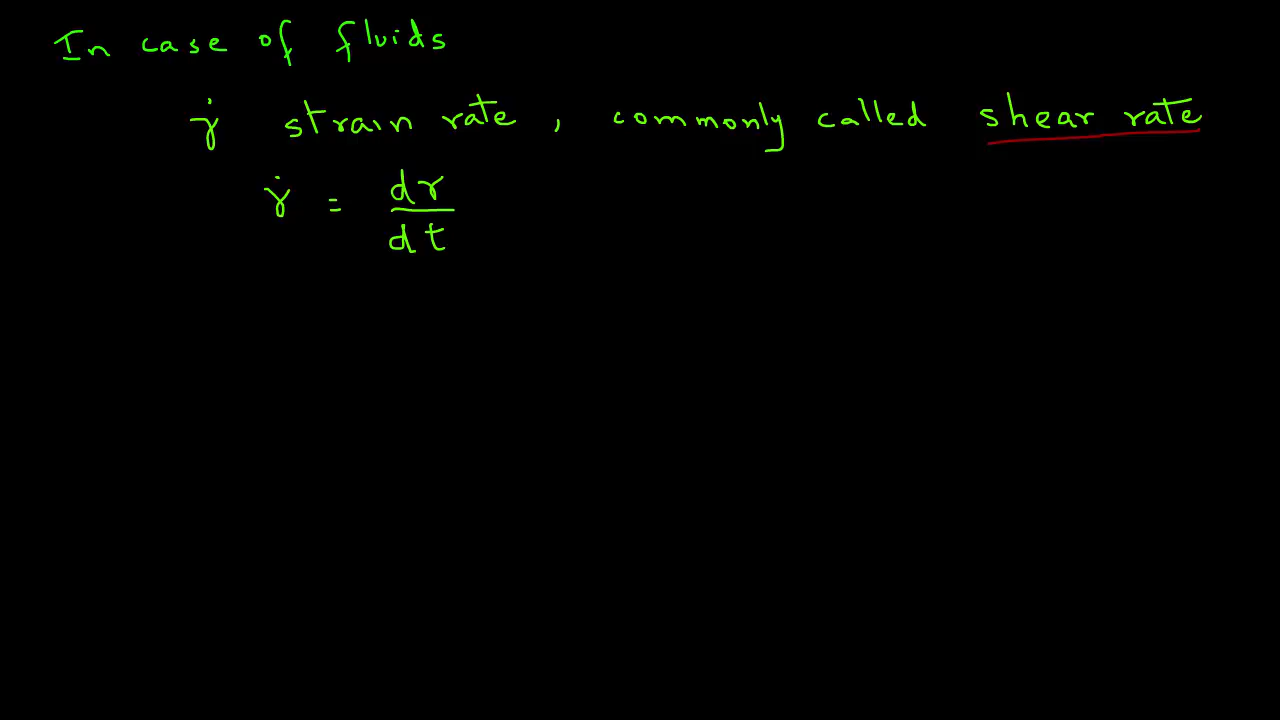 In case of fluids
γ̇ strain rate, commonly called shear rate
γ̇ = dγ/dt